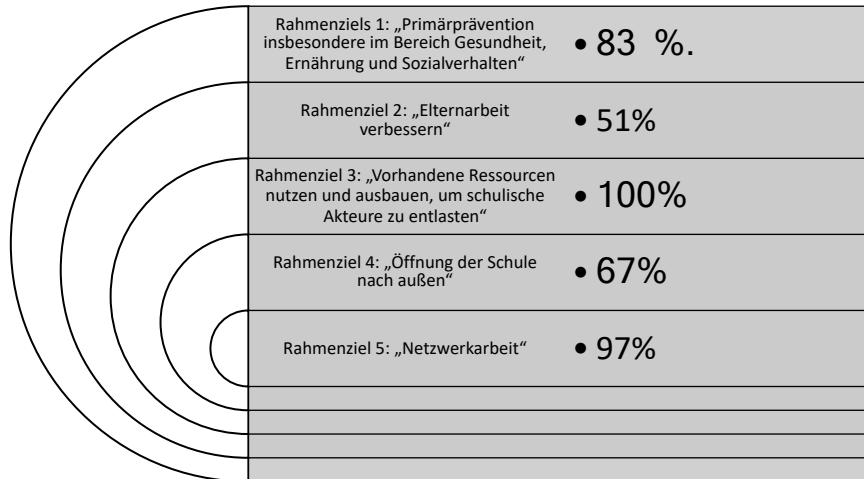 Rahmenziels 1: „Primärprävention
insbesondere im Bereich Gesundheit,
Ernährung und Sozialverhalten“
• 83 %.
Rahmenziel 2: „Elternarbeit
verbessern“
• 51%
Rahmenziel 3: „Vorhandene Ressourcen
nutzen und ausbauen, um schulische
Akteure zu entlasten“
• 100%
Rahmenziel 4: „Öffnung der Schule
nach außen“
• 67%
Rahmenziel 5: „Netzwerkarbeit“
• 97%